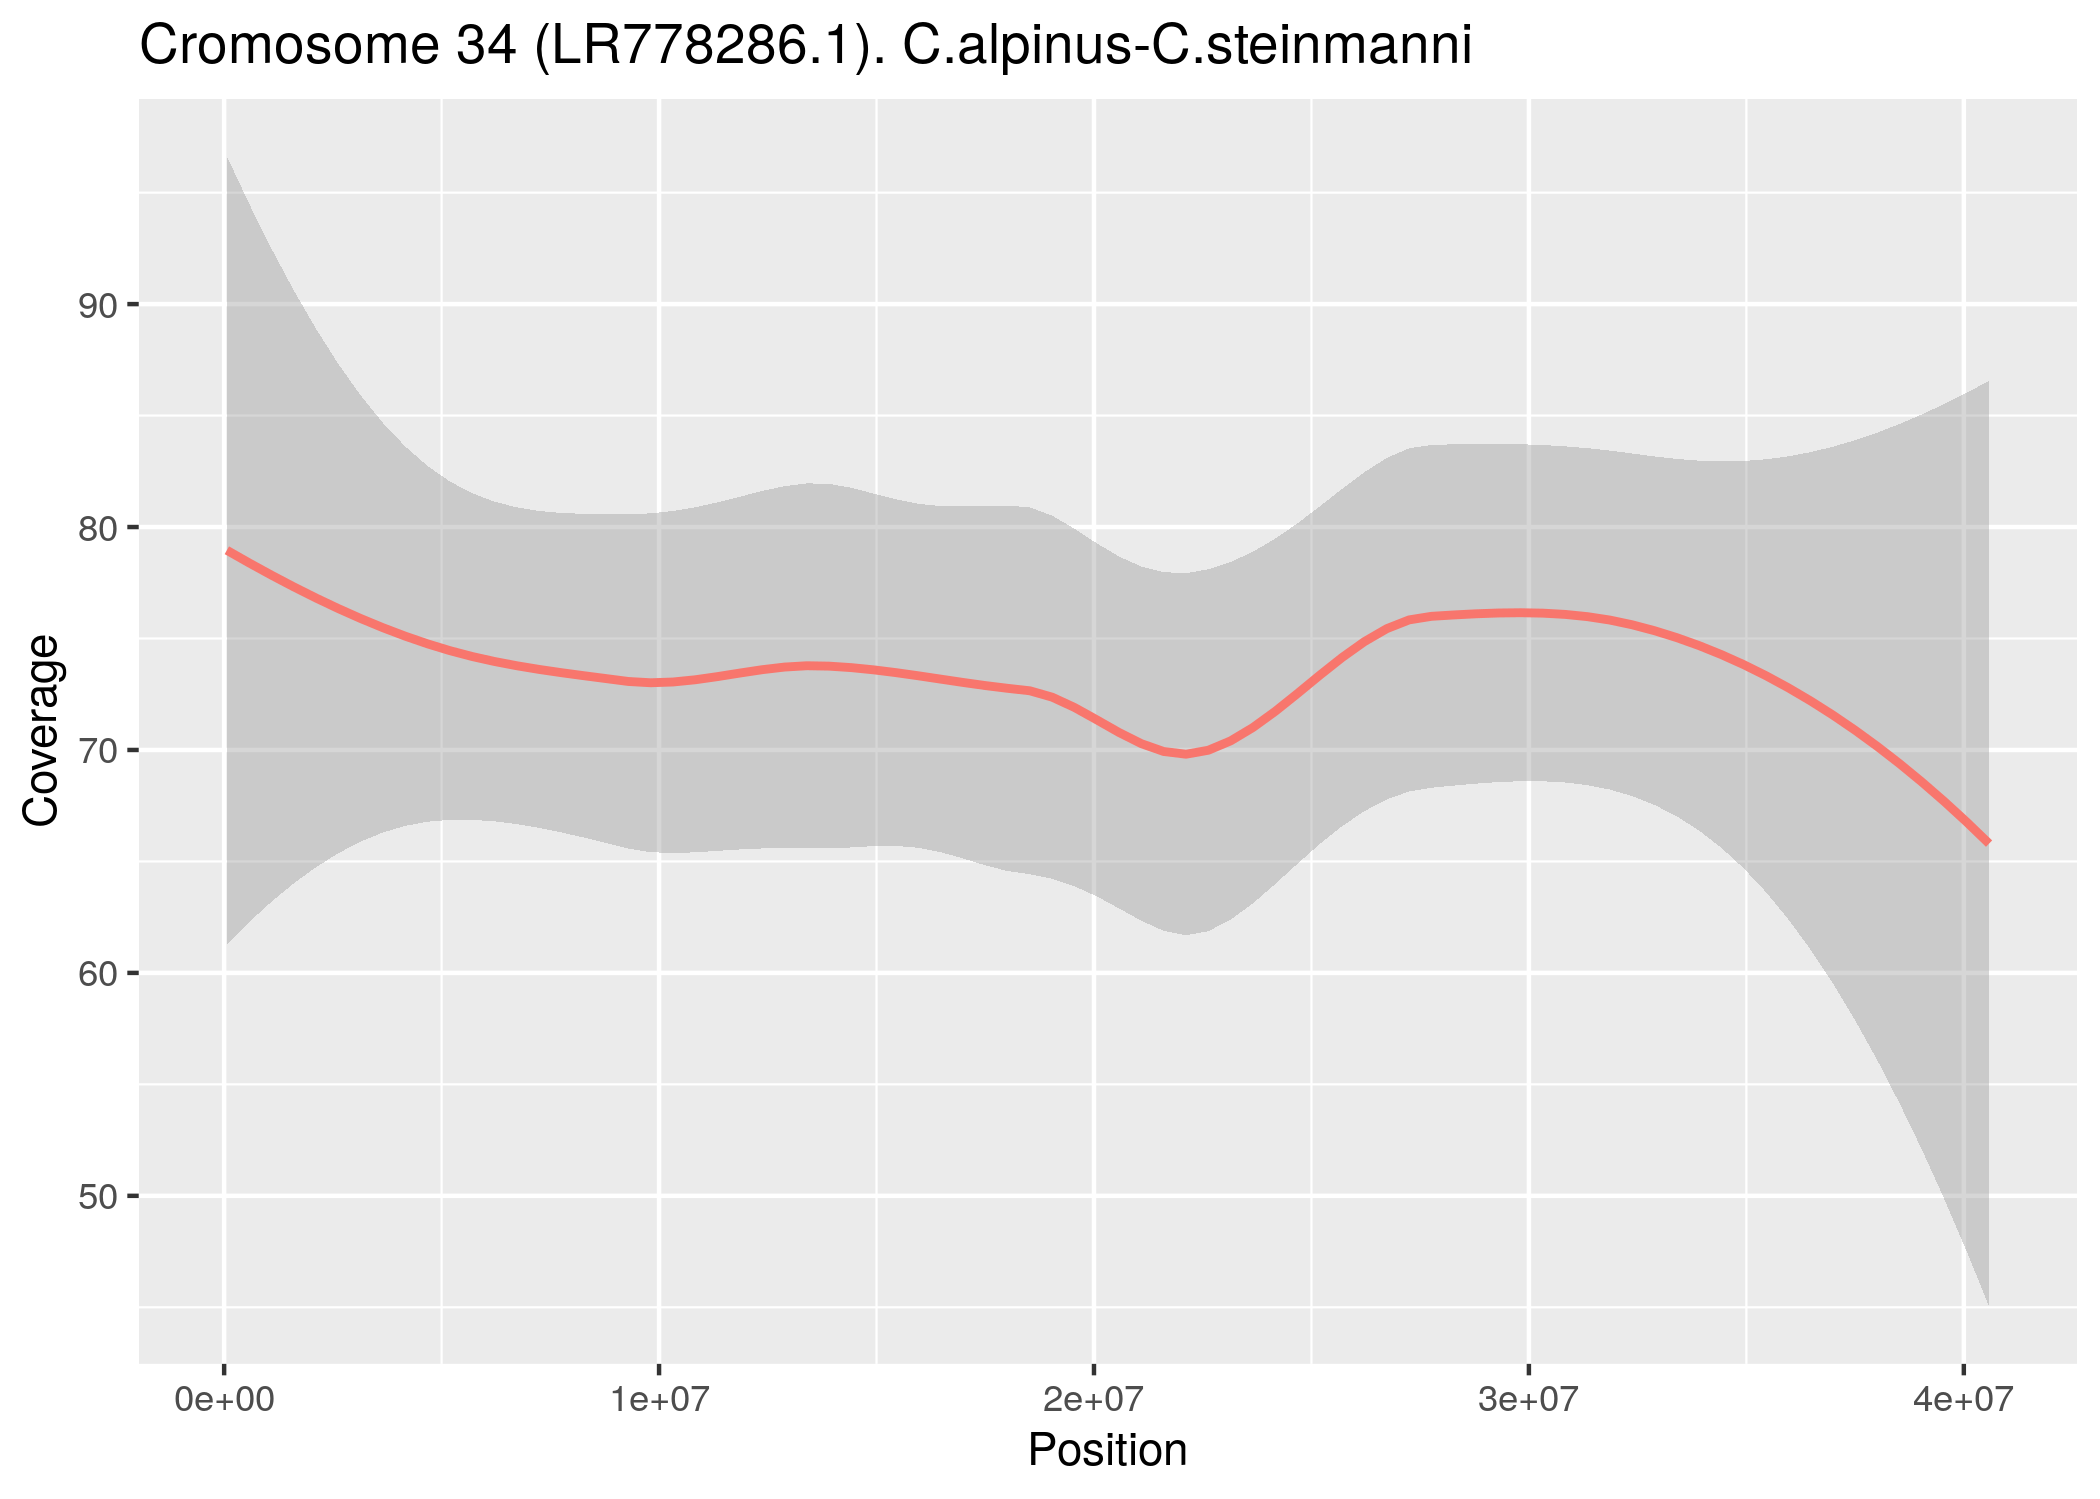 Cromosome 34 (LR778286.1). C.alpinus-C.steinmanni
Coverage
90
80
70
60
50
0e+00 1e+07 2e+07 3e+07 4e+07
Position